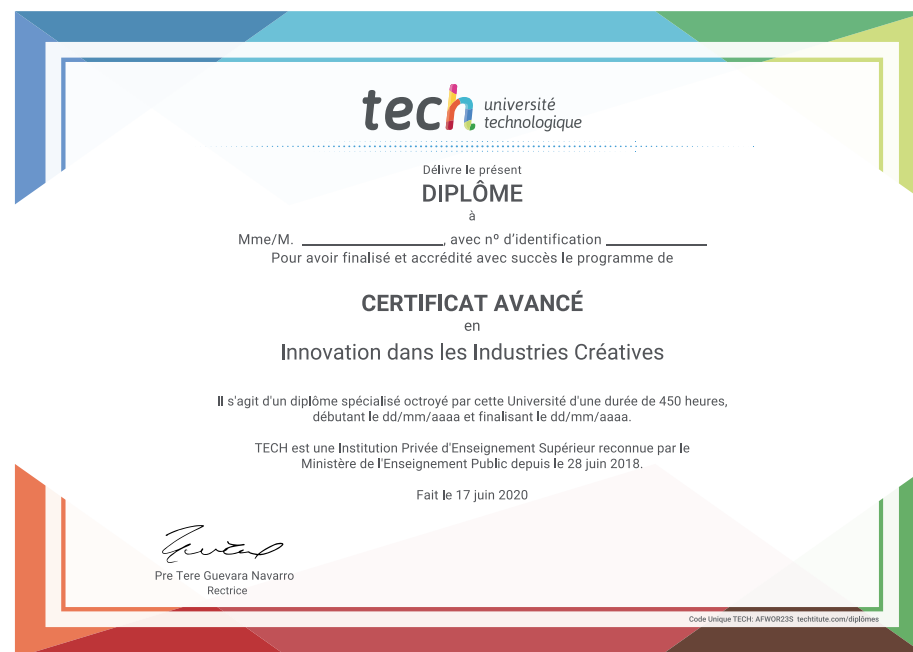 tech université
technologique
Délivre le présent
DIPLÔME
à
Mme/M. ____________________, avec nº d'identification ______________
Pour avoir finalisé et accrédité avec succès le programme de
CERTIFICAT AVANCÉ
en
Innovation dans les Industries Créatives
Il s'agit d'un diplôme spécialisé octroyé par cette Université d'une durée de 450 heures,
débutant le dd/mm/aaaa et finalisant le dd/mm/aaaa.
TECH est une Institution Privée d'Enseignement Supérieur reconnue par le
Ministère de l'Enseignement Public depuis le 28 juin 2018.
Fait le 17 juin 2020
Pre Tere Guevara Navarro
Rectrice
Code Unique TECH: AFWOR23S techtitute.com/diplômes